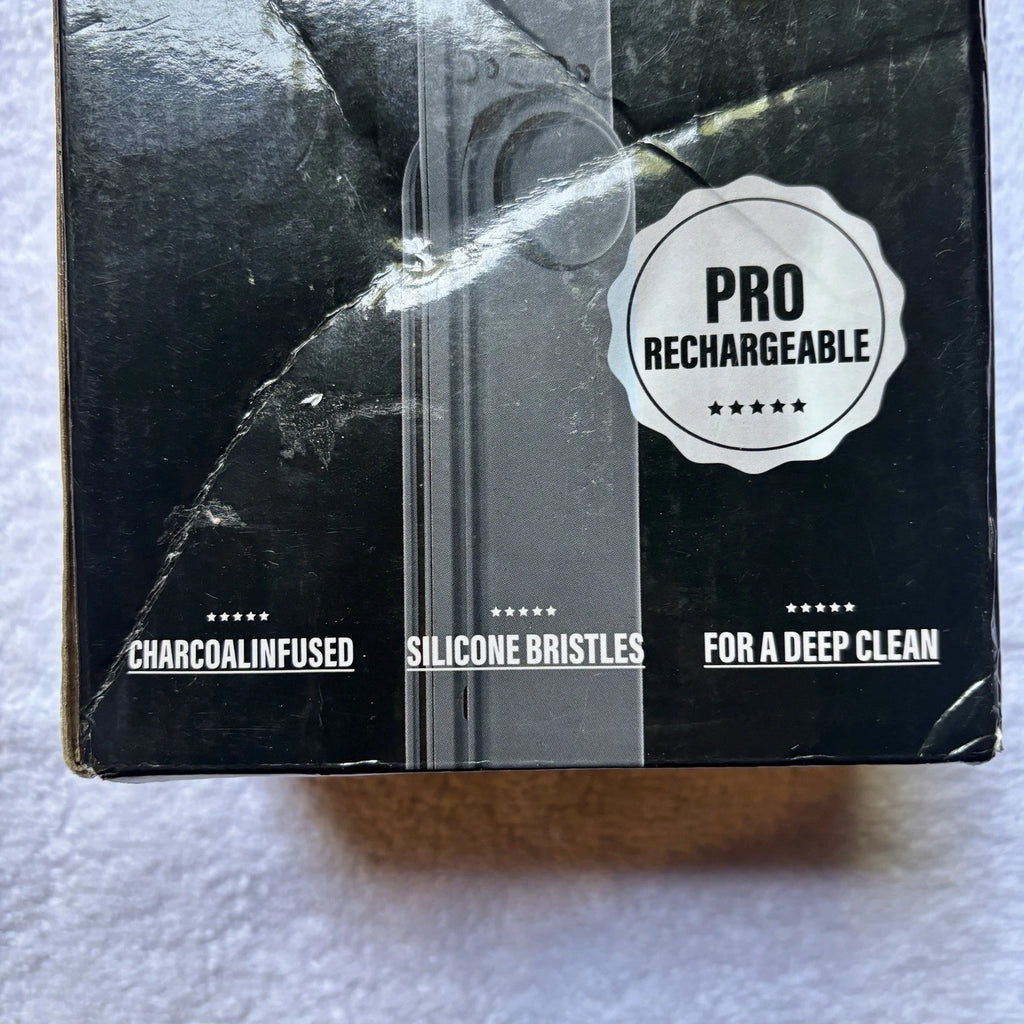 PRO
RECHARGEABLE
CHARCOALINFUSED
SILICONE BRISTLES
FOR A DEEP CLEAN